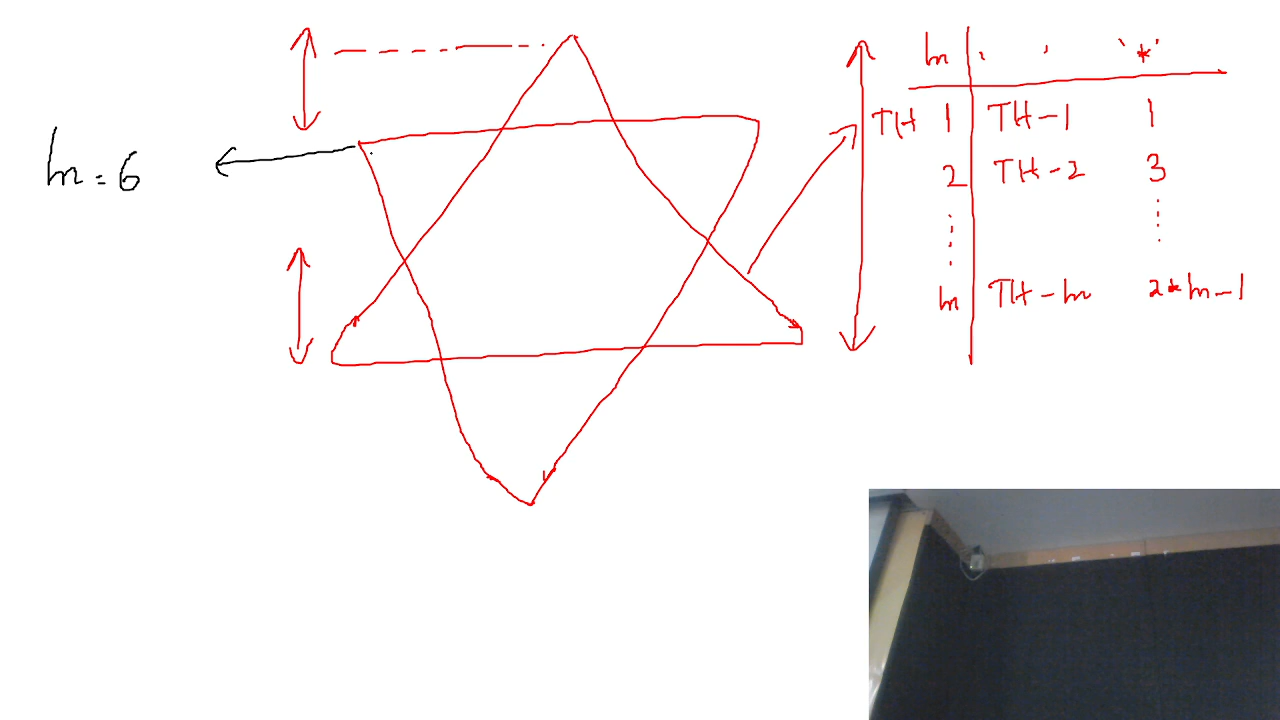 n ' ' '*'
TH 1 TH-1 1
2 TH-2 3
n TH-n 2*n-1
n=6